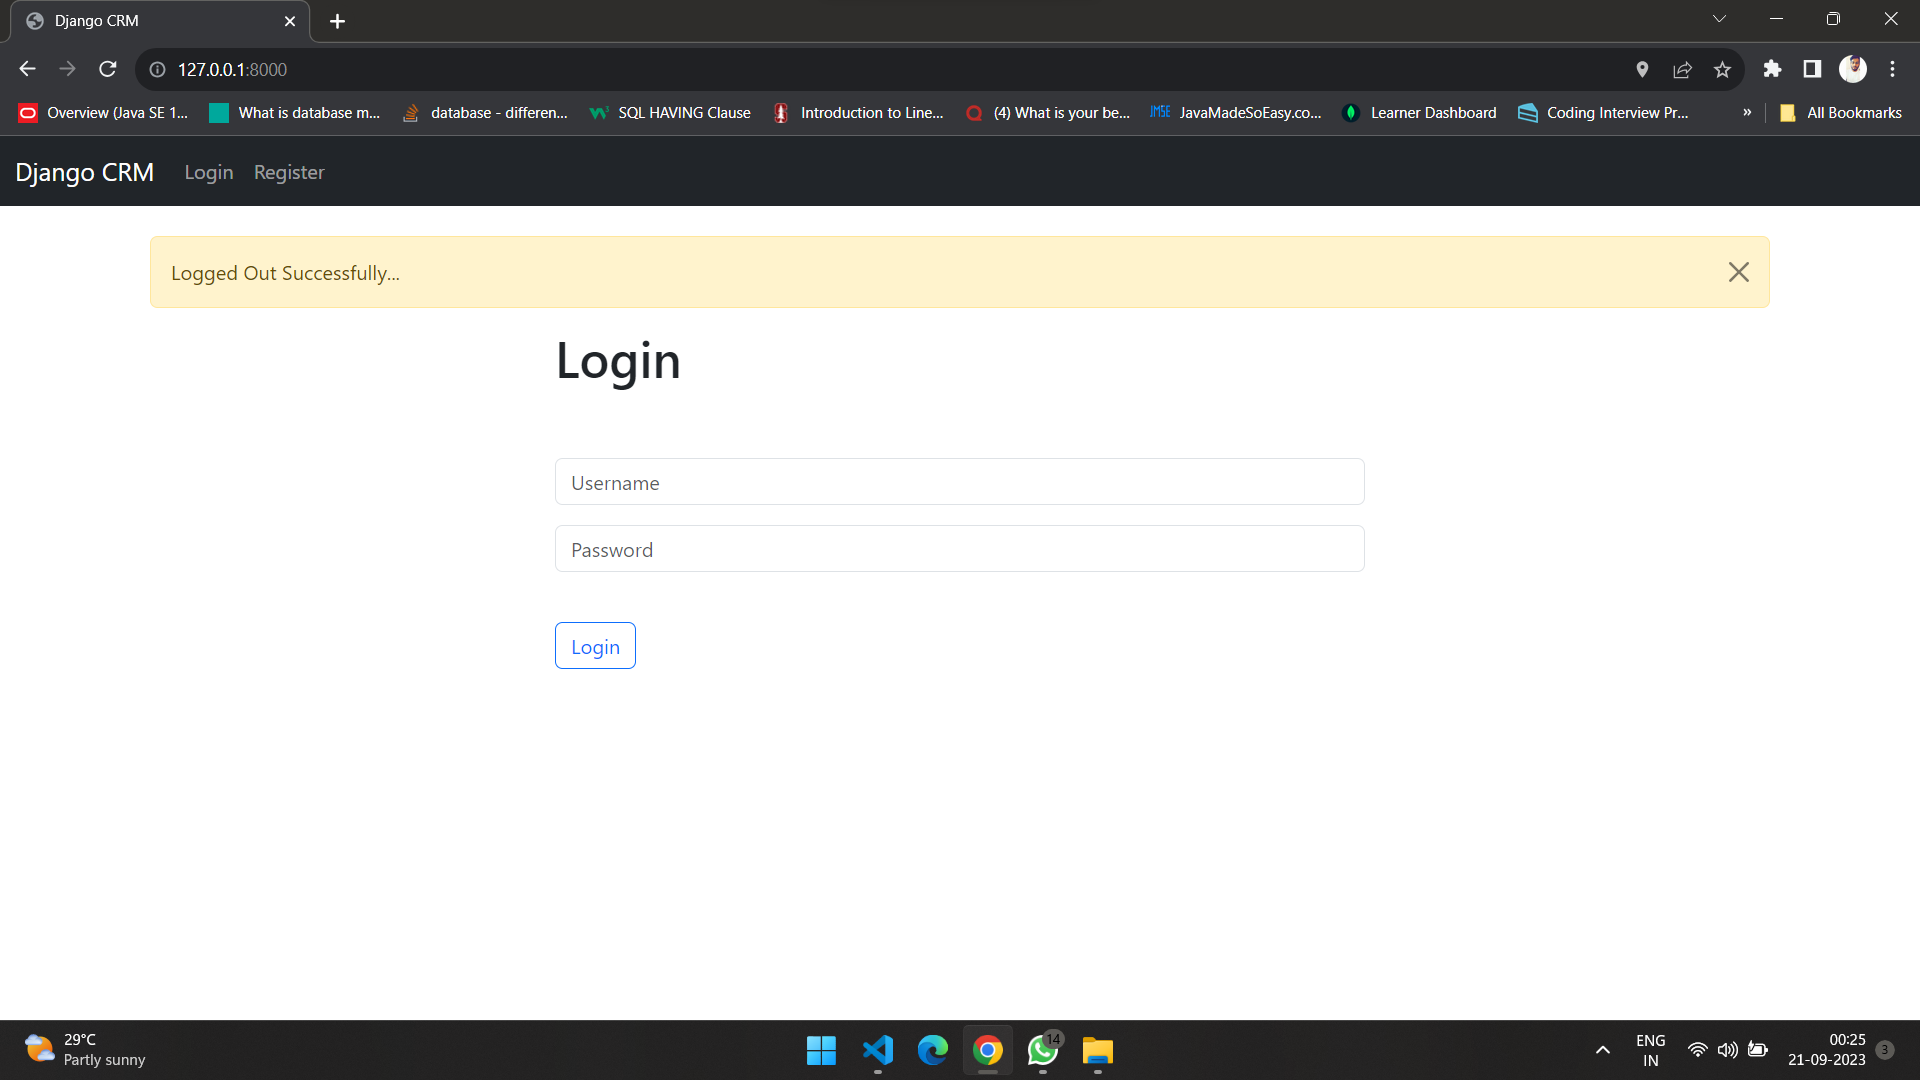 Django CRM
127.0.0.1:8000
Overview (Java SE 1... What is database m... database - differen... SQL HAVING Clause Introduction to Line... (4) What is your be... JMSE JavaMadeSoEasy.co... Learner Dashboard Coding Interview Pr... » All Bookmarks
Django CRM Login Register
Logged Out Successfully...
Login
Username
Password
Login
29°C
Partly sunny
14
ENG
IN
00:25
21-09-2023
3